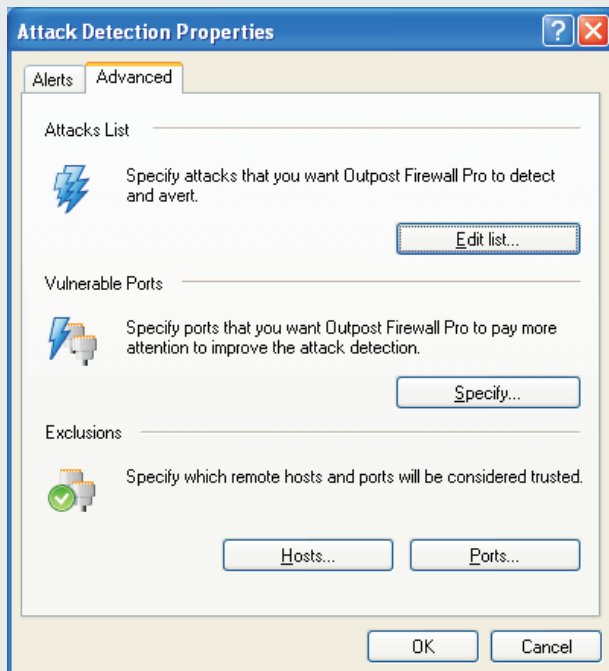 Attack Detection Properties
Alerts
Advanced
Attacks List
Specify attacks that you want Outpost Firewall Pro to detect
and avert.
Edit list...
Vulnerable Ports
Specify ports that you want Outpost Firewall Pro to pay more
attention to improve the attack detection.
Specify...
Exclusions
Specify which remote hosts and ports will be considered trusted.
Hosts...
Ports...
OK
Cancel